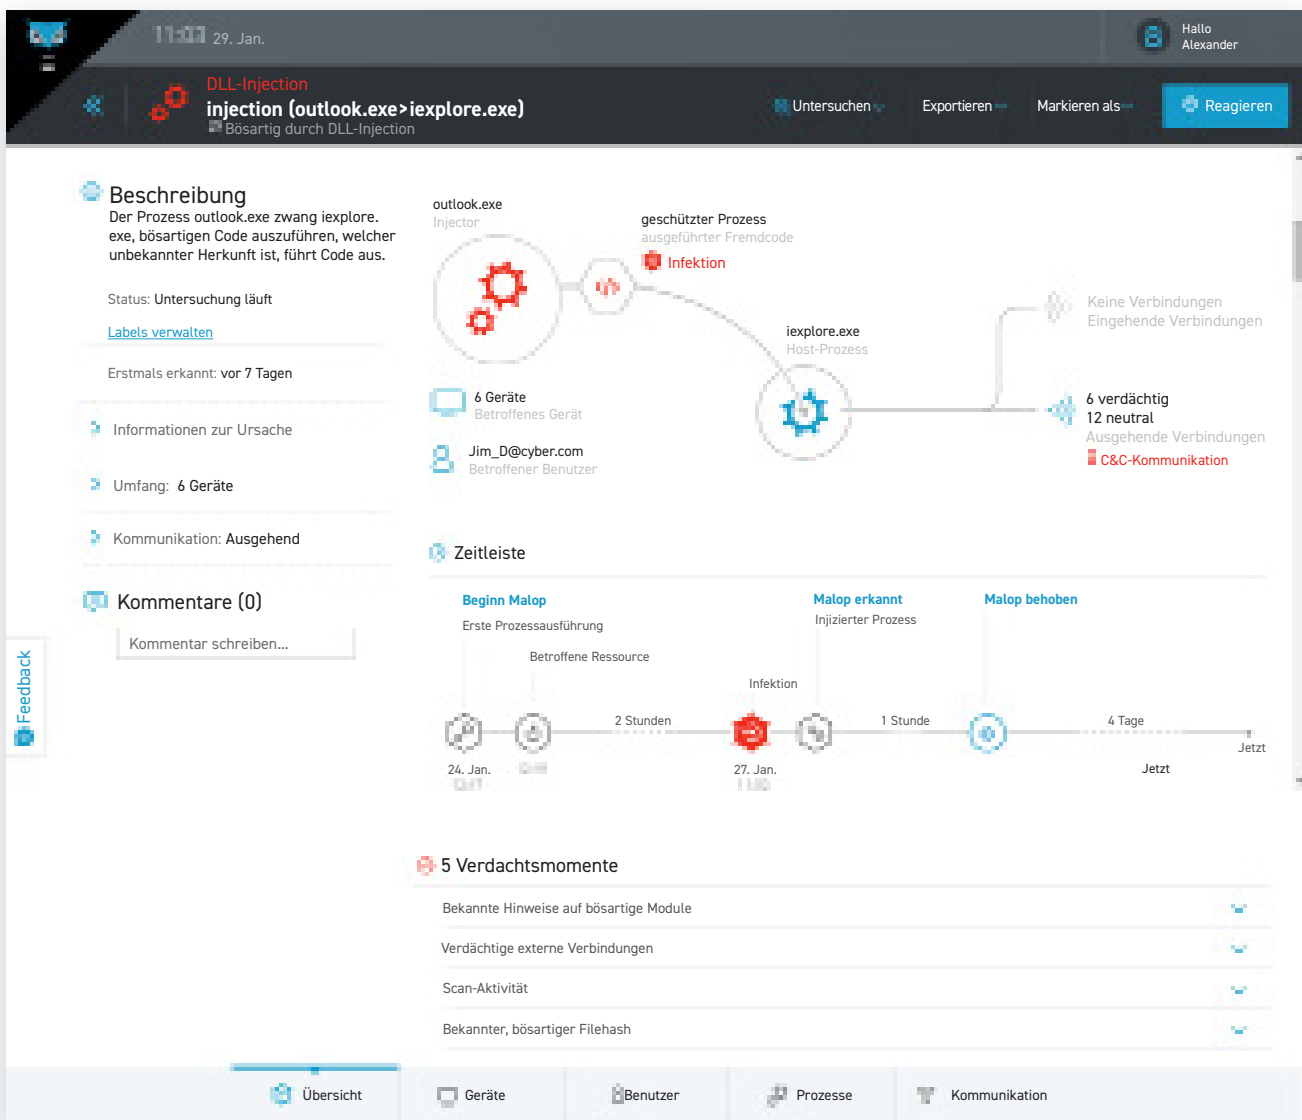 11:03 29. Jan.
Hallo
Alexander
DLL-Injection
injection (outlook.exe>iexplore.exe)
Bösartig durch DLL-Injection
Untersuchen
Exportieren
Markieren als
Reagieren
Beschreibung
Der Prozess outlook.exe zwang iexplore.
exe, bösartigen Code auszuführen, welcher
unbekannter Herkunft ist, führt Code aus.
Status: Untersuchung läuft
Labels verwalten
Erstmals erkannt: vor 7 Tagen
Informationen zur Ursache
Umfang: 6 Geräte
Kommunikation: Ausgehend
Kommentare (0)
Kommentar schreiben...
Feedback
outlook.exe
Injector
geschützter Prozess
ausgeführter Fremdcode
Infektion
iexplore.exe
Host-Prozess
Keine Verbindungen
Eingehende Verbindungen
6 Geräte
Betroffenes Gerät
Jim_D@cyber.com
Betroffener Benutzer
6 verdächtig
12 neutral
Ausgehende Verbindungen
C&C-Kommunikation
Zeitleiste
Beginn Malop
Erste Prozessausführung
Betroffene Ressource
Malop erkannt
Injizierter Prozess
Malop behoben
Infektion
2 Stunden
1 Stunde
4 Tage
Jetzt
24. Jan.
27. Jan.
Jetzt
5 Verdachtsmomente
Bekannte Hinweise auf bösartige Module
Verdächtige externe Verbindungen
Scan-Aktivität
Bekannter, bösartiger Filehash
Übersicht
Geräte
Benutzer
Prozesse
Kommunikation